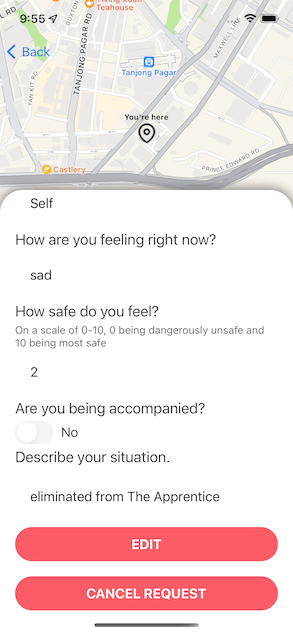 9:55
Tixing Xuan
Teahouse
Back
TANJONG PAGAR RD
YAN KIT RD
MAXWELL LINK
Tanjong Pagar
You're here
PRINCE EDWARD RD
Castlery
Self
How are you feeling right now?
sad
How safe do you feel?
On a scale of 0-10, 0 being dangerously unsafe and
10 being most safe
2
Are you being accompanied?
No
Describe your situation.
eliminated from The Apprentice
EDIT
CANCEL REQUEST